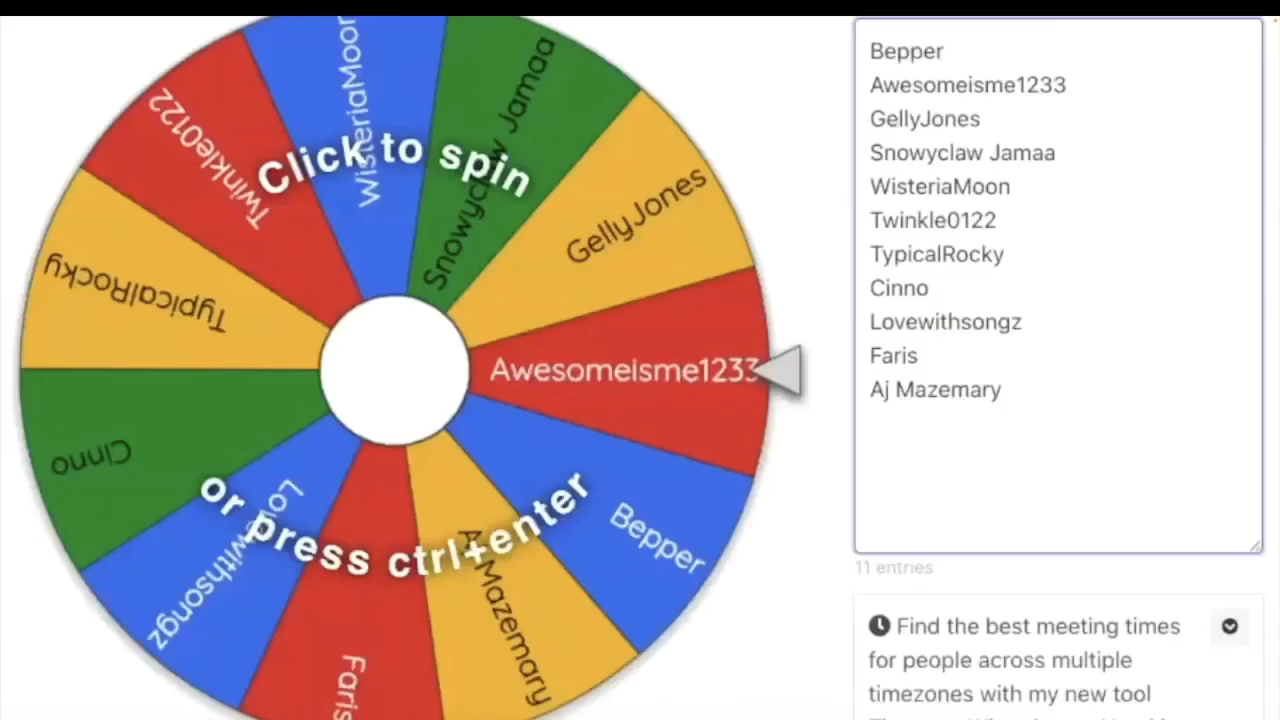 Click to spin
or press ctrl+enter
WisteriaMoon
Snowyclaw Jamaa
GellyJones
Awesomeisme1233
Bepper
Aj Mazemary
Faris
Lovewithsongz
Cinno
TypicalRocky
Twinkle0122
Bepper
Awesomeisme1233
GellyJones
Snowyclaw Jamaa
WisteriaMoon
Twinkle0122
TypicalRocky
Cinno
Lovewithsongz
Faris
Aj Mazemary
11 entries
Find the best meeting times
for people across multiple
timezones with my new tool